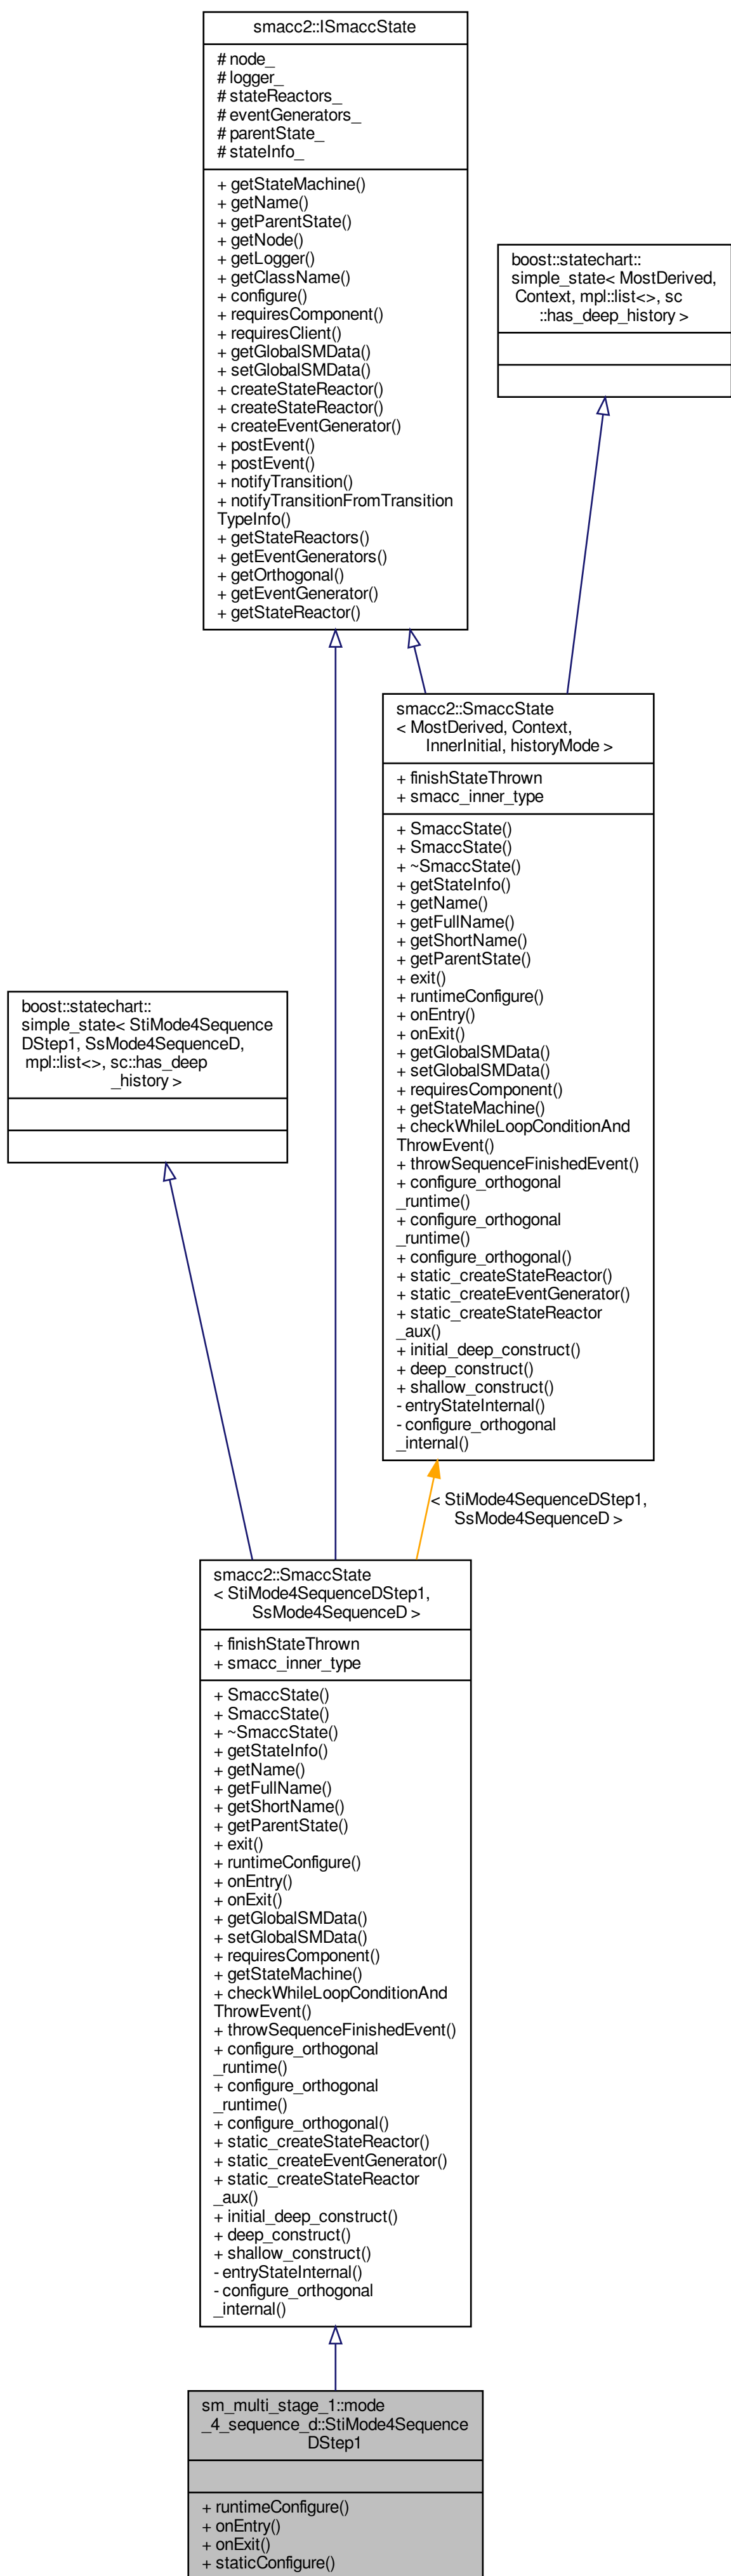 smacc2::ISmaccState
# node_
# logger_
# stateReactors_
# eventGenerators_
# parentState_
# stateInfo_
+ getStateMachine()
+ getName()
+ getParentState()
+ getNode()
+ getLogger()
+ getClassName()
+ configure()
+ requiresComponent()
+ requiresClient()
+ getGlobalSMData()
+ setGlobalSMData()
+ createStateReactor()
+ createStateReactor()
+ createEventGenerator()
+ postEvent()
+ postEvent()
+ notifyTransition()
+ notifyTransitionFromTransition
TypeInfo()
+ getStateReactors()
+ getEventGenerators()
+ getOrthogonal()
+ getEventGenerator()
+ getStateReactor()
boost::statechart::
simple_state< MostDerived,
Context, mpl::list<>, sc
::has_deep_history >
smacc2::SmaccState
< MostDerived, Context,
InnerInitial, historyMode >
+ finishStateThrown
+ smacc_inner_type
+ SmaccState()
+ SmaccState()
+ ~SmaccState()
+ getStateInfo()
+ getName()
+ getFullName()
+ getShortName()
+ getParentState()
+ exit()
+ runtimeConfigure()
+ onEntry()
+ onExit()
+ getGlobalSMData()
+ setGlobalSMData()
+ requiresComponent()
+ getStateMachine()
+ checkWhileLoopConditionAnd
ThrowEvent()
+ throwSequenceFinishedEvent()
+ configure_orthogonal
_runtime()
+ configure_orthogonal
_runtime()
+ configure_orthogonal()
+ static_createStateReactor()
+ static_createEventGenerator()
+ static_createStateReactor
_aux()
+ initial_deep_construct()
+ deep_construct()
+ shallow_construct()
- entryStateInternal()
- configure_orthogonal
_internal()
boost::statechart::
simple_state< StiMode4Sequence
DStep1, SsMode4SequenceD,
mpl::list<>, sc::has_deep
_history >
< StiMode4SequenceDStep1,
SsMode4SequenceD >
smacc2::SmaccState
< StiMode4SequenceDStep1,
SsMode4SequenceD >
+ finishStateThrown
+ smacc_inner_type
+ SmaccState()
+ SmaccState()
+ ~SmaccState()
+ getStateInfo()
+ getName()
+ getFullName()
+ getShortName()
+ getParentState()
+ exit()
+ runtimeConfigure()
+ onEntry()
+ onExit()
+ getGlobalSMData()
+ setGlobalSMData()
+ requiresComponent()
+ getStateMachine()
+ checkWhileLoopConditionAnd
ThrowEvent()
+ throwSequenceFinishedEvent()
+ configure_orthogonal
_runtime()
+ configure_orthogonal
_runtime()
+ configure_orthogonal()
+ static_createStateReactor()
+ static_createEventGenerator()
+ static_createStateReactor
_aux()
+ initial_deep_construct()
+ deep_construct()
+ shallow_construct()
- entryStateInternal()
- configure_orthogonal
_internal()
sm_multi_stage_1::mode
_4_sequence_d::StiMode4Sequence
DStep1
+ runtimeConfigure()
+ onEntry()
+ onExit()
+ staticConfigure()